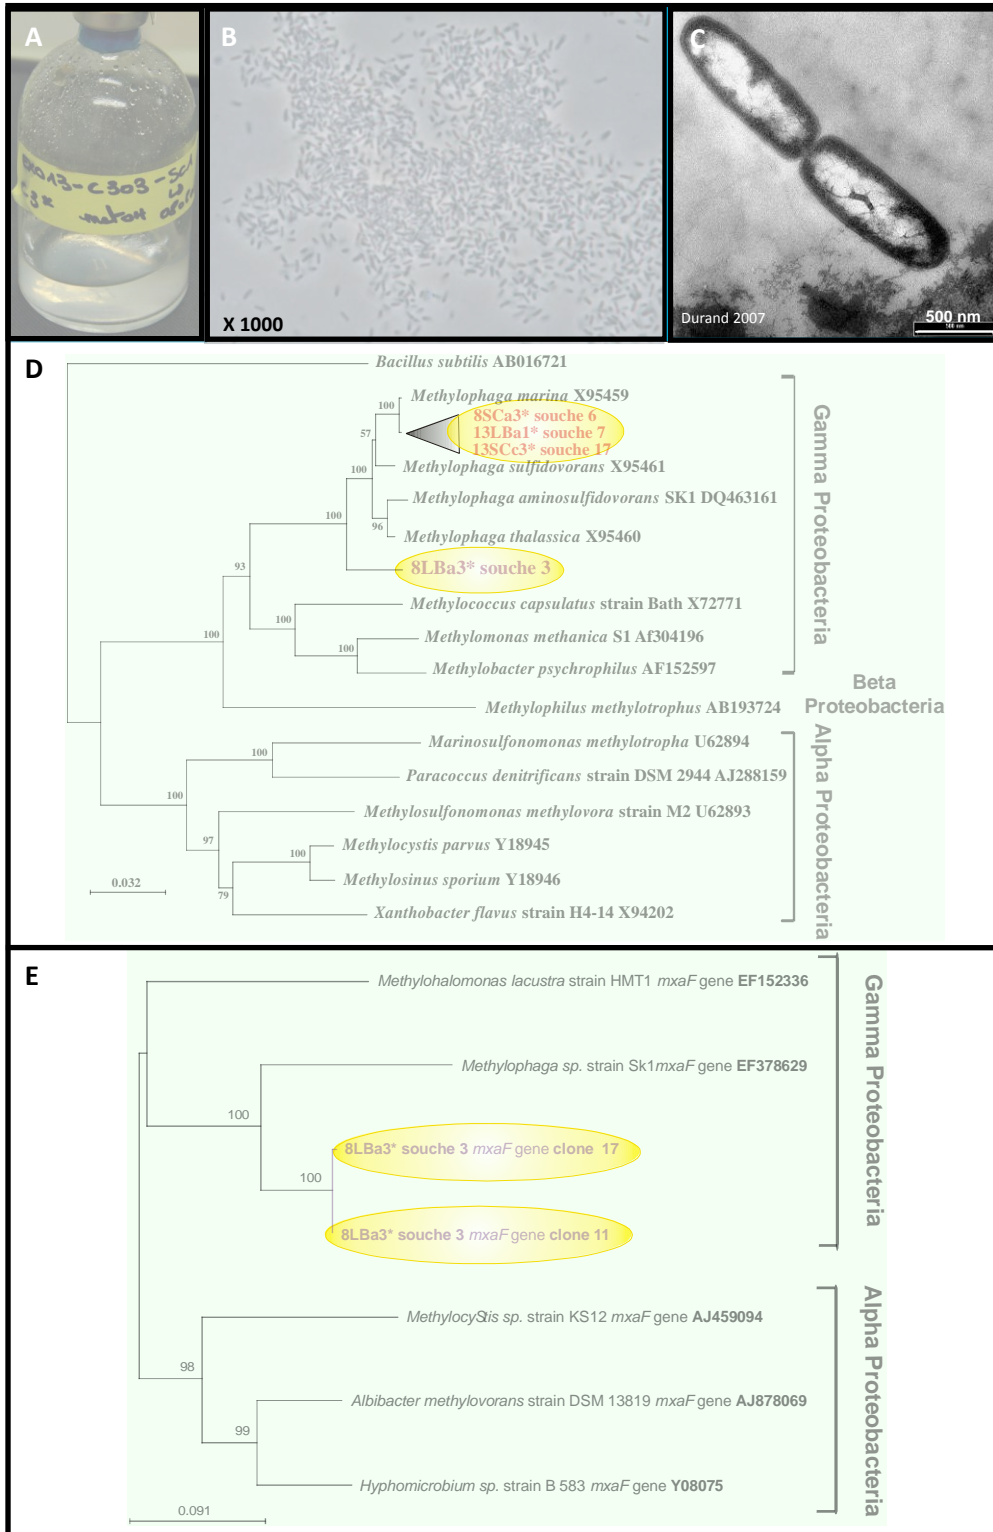 A
B
C
X 1000
Durand 2007
500 nm
500 nm
D
Bacillus subtilis AB016721
Methylophaga marina X95459
8SCa3* souche 6
13LBa1* souche 7
13SCc3* souche 17
Methylophaga sulfidovorans X95461
Methylophaga aminosulfidovorans SK1 DQ463161
Methylophaga thalassica X95460
8LBa3* souche 3
Methylococcus capsulatus strain Bath X72771
Methylomonas methanica S1 Af304196
Methylobacter psychrophilus AF152597
Methylophilus methylotrophus AB193724
Marinosulfonomonas methylotropha U62894
Paracoccus denitrificans strain DSM 2944 AJ288159
Methylosulfonomonas methylovora strain M2 U62893
Methylocystis parvus Y18945
Methylosinus sporium Y18946
Xanthobacter flavus strain H4-14 X94202
100
57
100
96
100
93
100
100
100
100
100
97
100
79
0.032
Gamma Proteobacteria
Beta
Proteobacteria
Alpha Proteobacteria
E
Methylohalomonas lacustra strain HMT1 mxaF gene EF152336
Methylophaga sp. strain Sk1mxaF gene EF378629
8LBa3* souche 3 mxaF gene clone 17
8LBa3* souche 3 mxaF gene clone 11
MethylocyStis sp. strain KS12 mxaF gene AJ459094
Albibacter methylovorans strain DSM 13819 mxaF gene AJ878069
Hyphomicrobium sp. strain B 583 mxaF gene Y08075
100
100
98
99
0.091
Gamma Proteobacteria
Alpha Proteobacteria